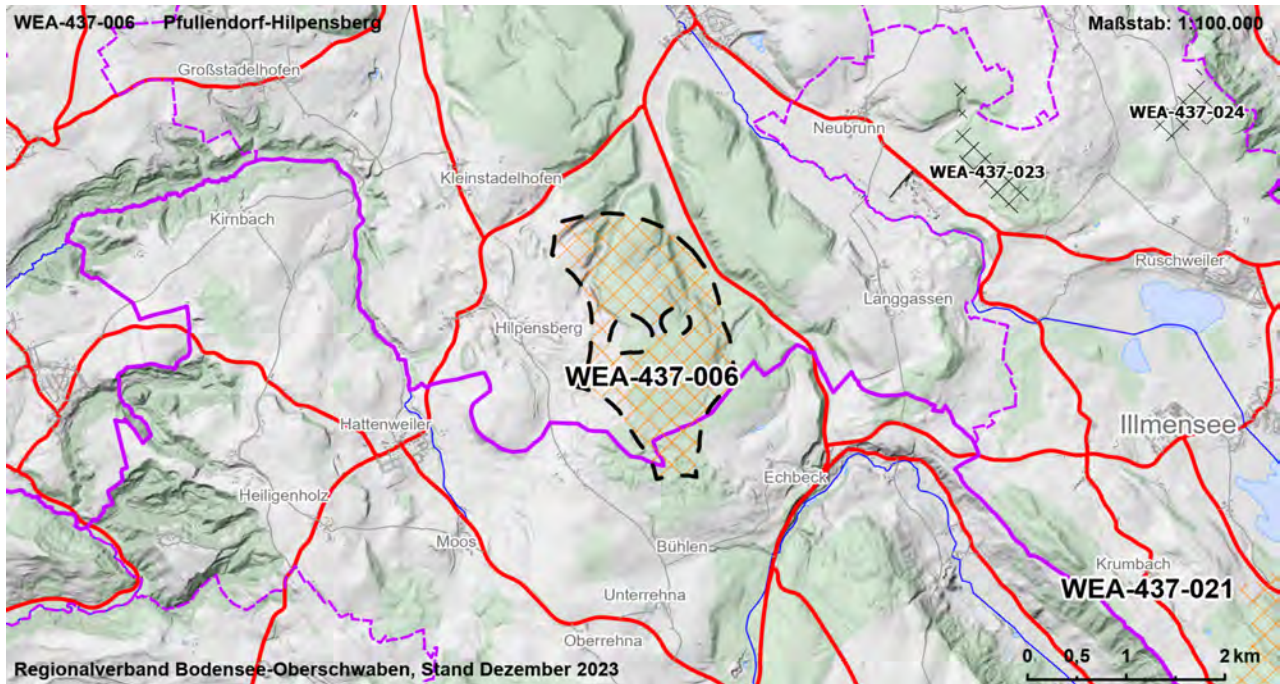 WEA-437-006 Pfullendorf-Hilpensberg
Maßstab: 1:100.000
Großstadelhofen
WEA-437-024
Neubrunn
WEA-437-023
Kleinstadelhofen
Kirnbach
Ruschweiler
Langgassen
Hilpensberg
WEA-437-006
Hattenweiler
Illmensee
Echbeck
Heiligenholz
Moos
Bühlen
Krumbach
WEA-437-021
Unterrehna
Oberrehna
0 0,5 1 2 km
Regionalverband Bodensee-Oberschwaben, Stand Dezember 2023